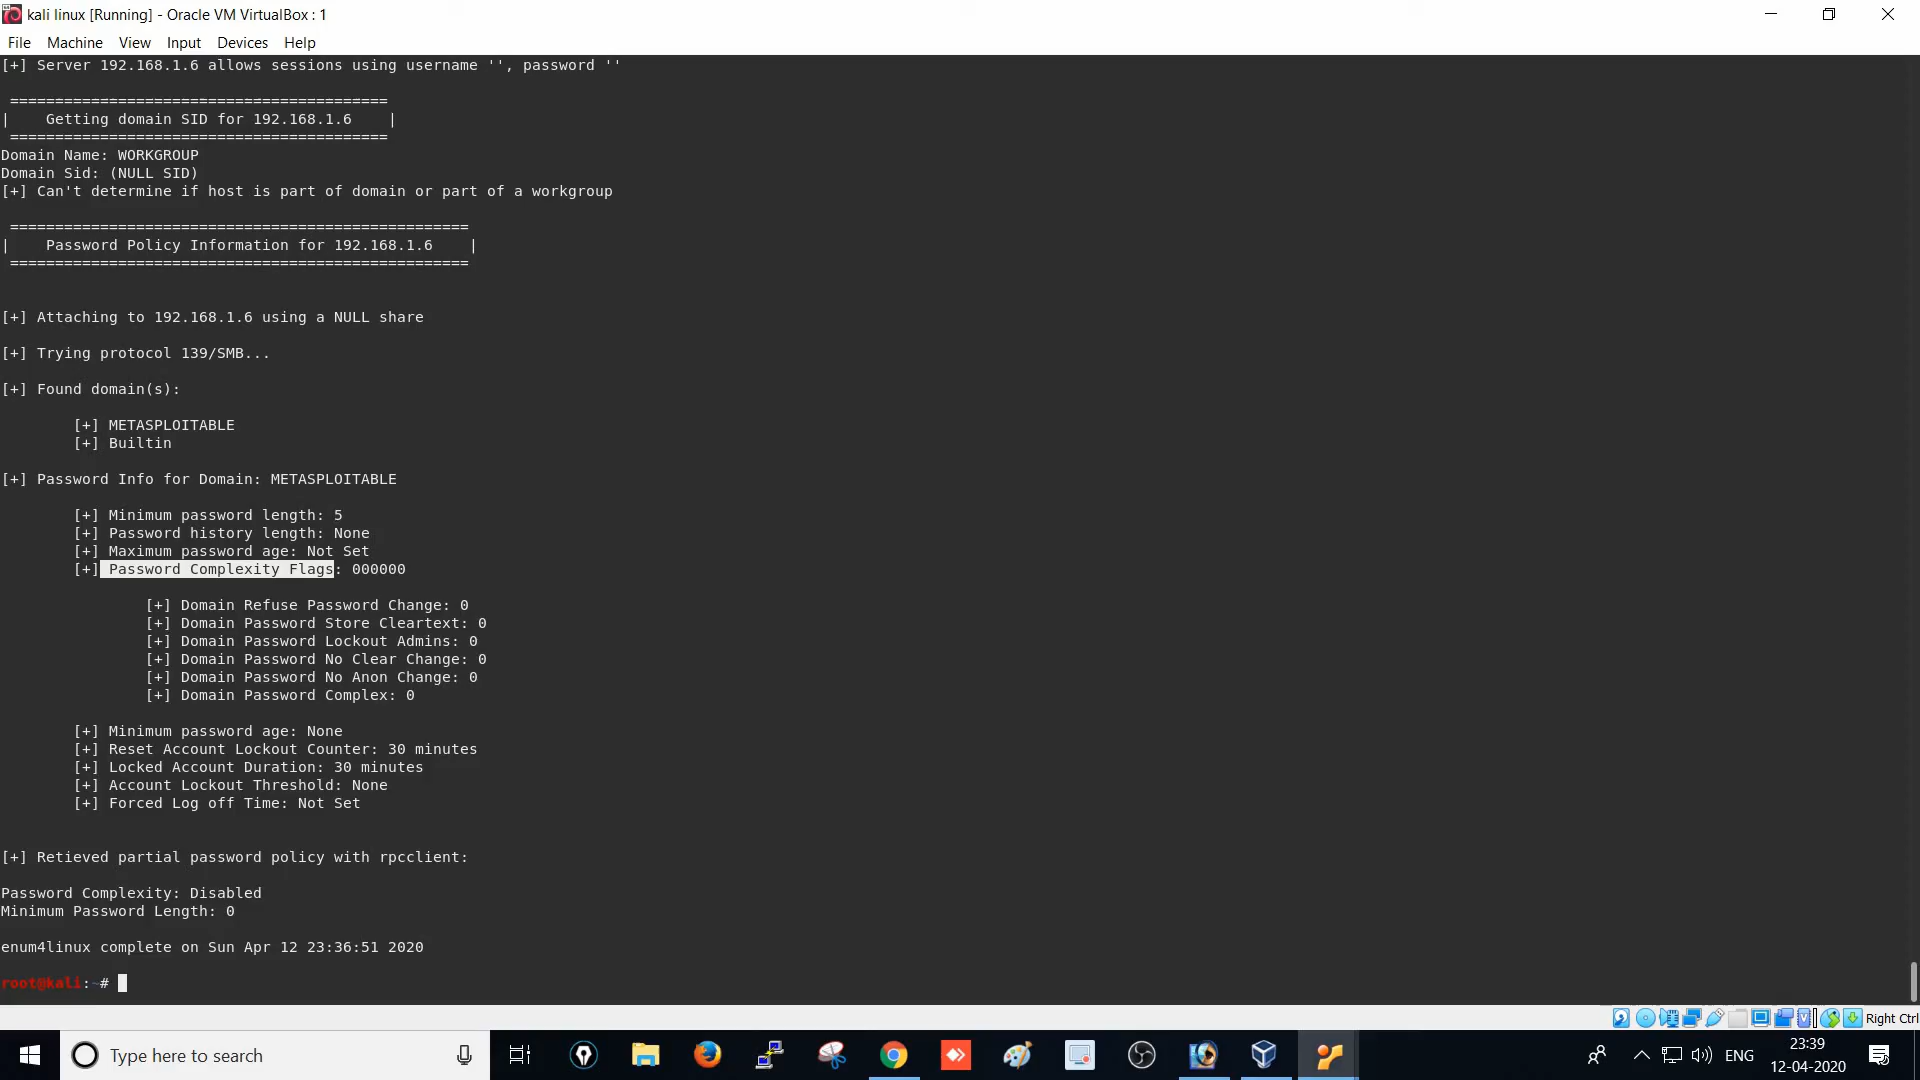 kali linux [Running] - Oracle VM VirtualBox : 1
File Machine View Input Devices Help
[+] Server 192.168.1.6 allows sessions using username '', password ''
==========================================
| Getting domain SID for 192.168.1.6 |
==========================================
Domain Name: WORKGROUP
Domain Sid: (NULL SID)
[+] Can't determine if host is part of domain or part of a workgroup
===================================================
| Password Policy Information for 192.168.1.6 |
===================================================
[+] Attaching to 192.168.1.6 using a NULL share
[+] Trying protocol 139/SMB...
[+] Found domain(s):
[+] METASPLOITABLE
[+] Builtin
[+] Password Info for Domain: METASPLOITABLE
[+] Minimum password length: 5
[+] Password history length: None
[+] Maximum password age: Not Set
[+] Password Complexity Flags: 000000
[+] Domain Refuse Password Change: 0
[+] Domain Password Store Cleartext: 0
[+] Domain Password Lockout Admins: 0
[+] Domain Password No Clear Change: 0
[+] Domain Password No Anon Change: 0
[+] Domain Password Complex: 0
[+] Minimum password age: None
[+] Reset Account Lockout Counter: 30 minutes
[+] Locked Account Duration: 30 minutes
[+] Account Lockout Threshold: None
[+] Forced Log off Time: Not Set
[+] Retieved partial password policy with rpcclient:
Password Complexity: Disabled
Minimum Password Length: 0
enum4linux complete on Sun Apr 12 23:36:51 2020
root@kali:~#
Right Ctrl
Type here to search
ENG
23:39
12-04-2020